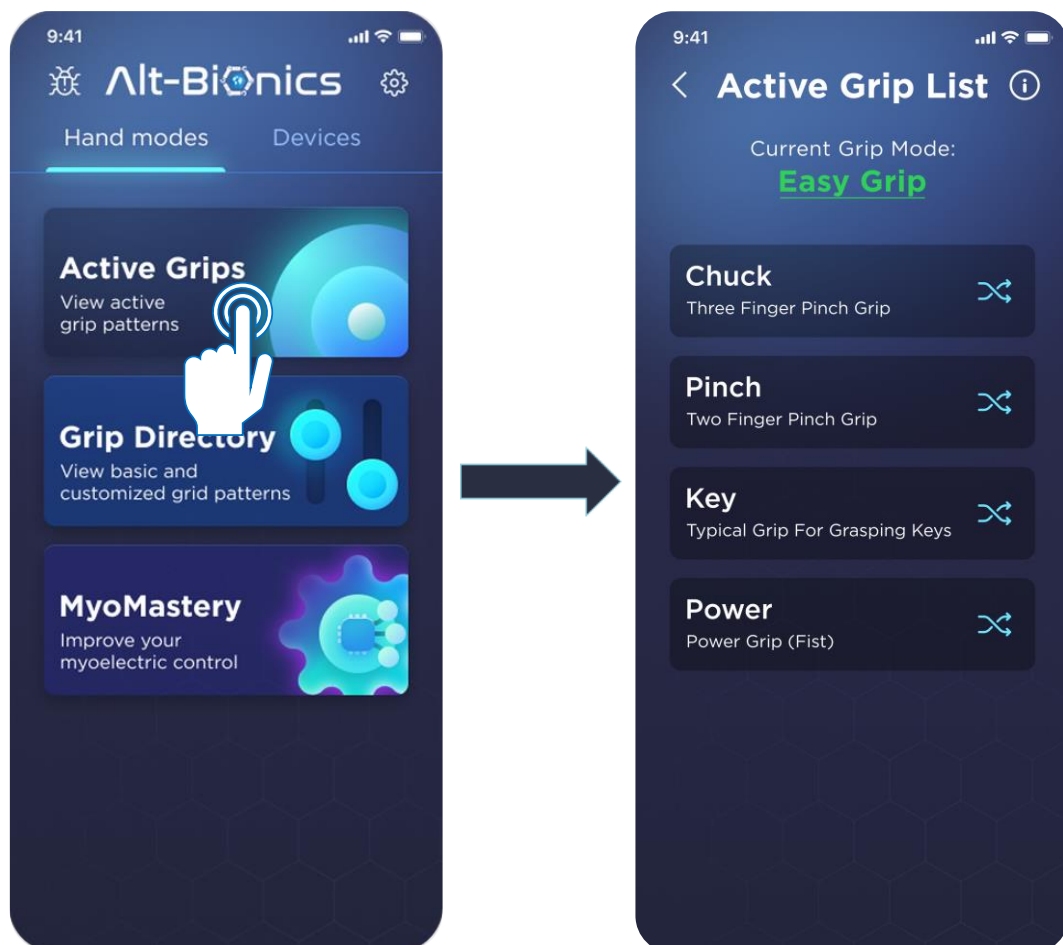 9:41
Alt-Bionics
Hand modes
Devices
Active Grips
View active
grip patterns
Grip Directory
View basic and
customized grid patterns
MyoMastery
Improve your
myoelectric control
9:41
Active Grip List
Current Grip Mode:
Easy Grip
Chuck
Three Finger Pinch Grip
Pinch
Two Finger Pinch Grip
Key
Typical Grip For Grasping Keys
Power
Power Grip (Fist)